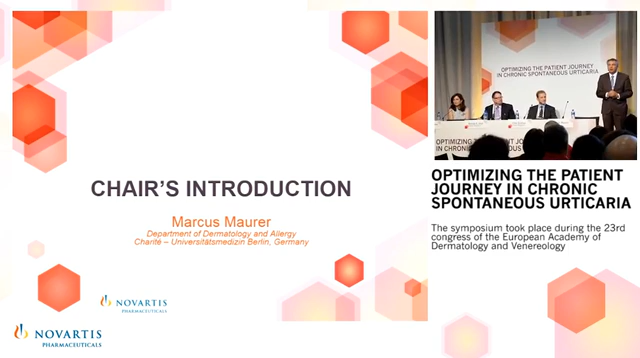 CHAIR'S INTRODUCTION
Marcus Maurer
Department of Dermatology and Allergy
Charité – Universitätsmedizin Berlin, Germany
NOVARTIS
PHARMACEUTICALS
NOVARTIS
PHARMACEUTICALS
OPTIMIZING THE PATIENT JOURNEY
IN CHRONIC SPONTANEOUS URTICARIA
OPTIMIZING THE PATIENT
JOURNEY IN CHRONIC
SPONTANEOUS URTICARIA
The symposium took place during the 23rd
congress of the European Academy of
Dermatology and Venereology